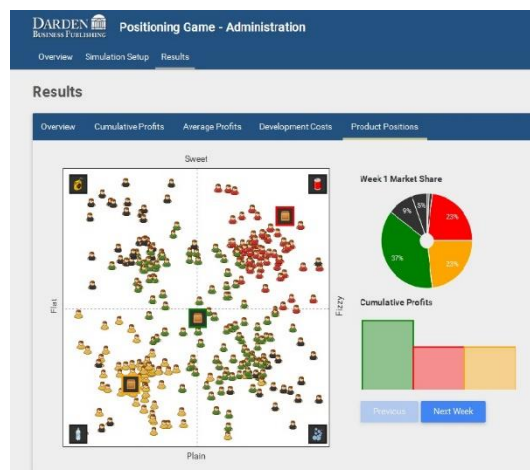 DARDEN
BUSINESS PUBLISHING
Positioning Game - Administration
Overview Simulation Setup Results
Results
Overview Cumulative Profits Average Profits Development Costs Product Positions
Sweet
Week 1 Market Share
9% 5%
23%
37%
23%
Flat
Fizzy
Cumulative Profits
Previous Next Week
Plain